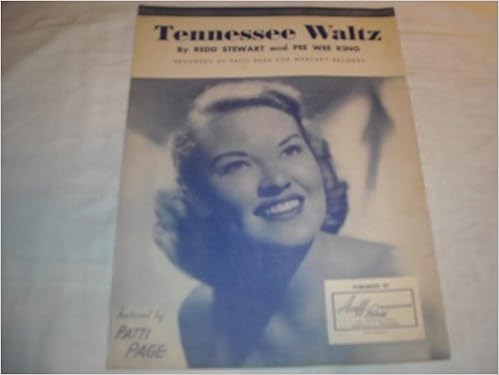 Tennessee Waltz
By REDD STEWART and PEE WEE KING
RECORDED BY PATTI PAGE FOR MERCURY RECORDS
Featured by
PATTI
PAGE
PUBLISHED BY